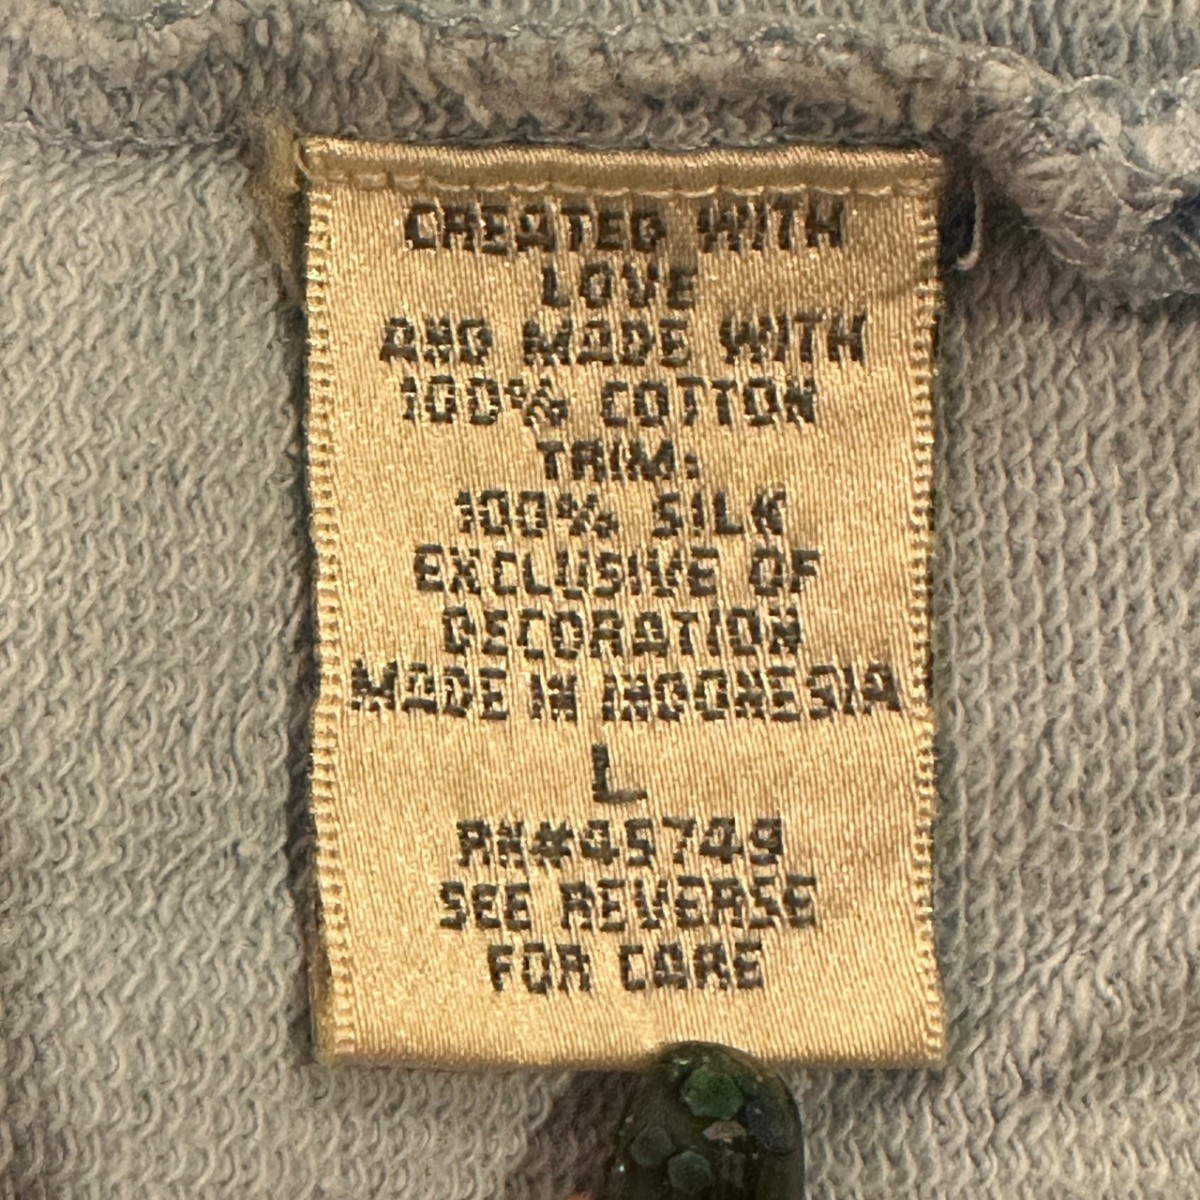 CREATED WITH
LOVE
AND MADE WITH
100% COTTON
TRIM:
100% SILK
EXCLUSIVE OF
DECORATION
MADE IN INDONESIA
L
RN#45749
SEE REVERSE
FOR CARE